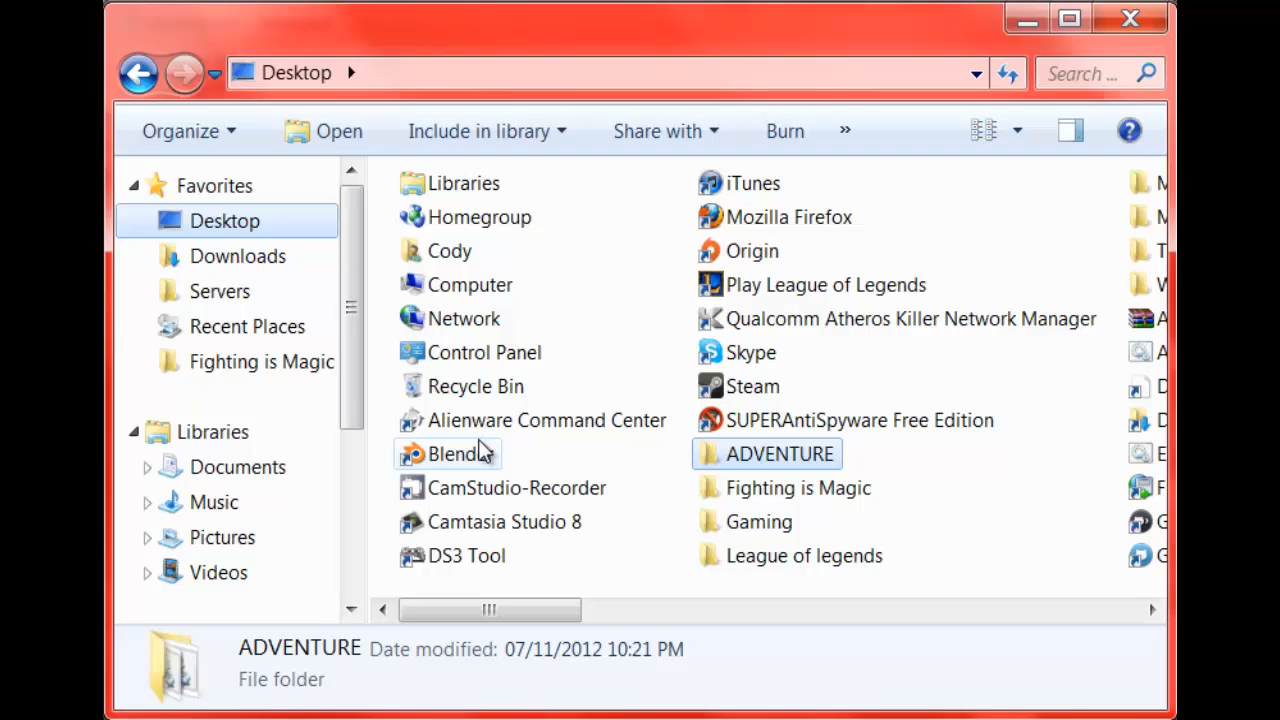 Desktop
Search ...
Organize
Open
Include in library
Share with
Burn
»
Favorites
Desktop
Downloads
Servers
Recent Places
Fighting is Magic
Libraries
Documents
Music
Pictures
Videos
Libraries
Homegroup
Cody
Computer
Network
Control Panel
Recycle Bin
Alienware Command Center
CamStudio-Recorder
Camtasia Studio 8
DS3 Tool
iTunes
Mozilla Firefox
Origin
Play League of Legends
Qualcomm Atheros Killer Network Manager
Skype
Steam
SUPERAntiSpyware Free Edition
ADVENTURE
Fighting is Magic
Gaming
League of legends
ADVENTURE Date modified: 07/11/2012 10:21 PM
File folder